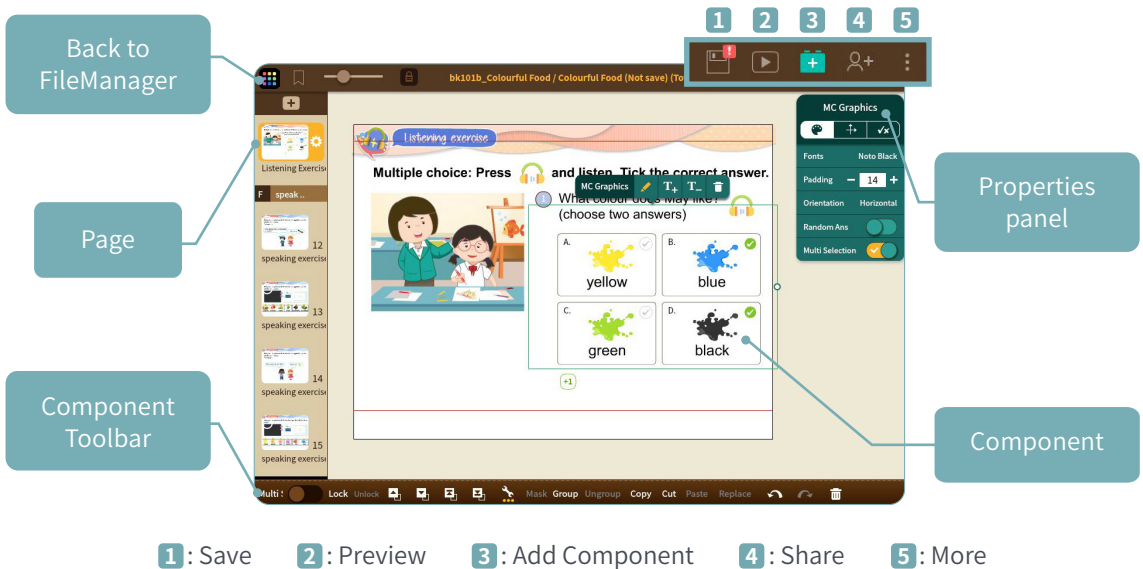 1 2 3 4 5
Back to
FileManager
bk101b_Colourful Food / Colourful Food (Not save) (To
MC Graphics
Listening exercise
Listening Exercise
Multiple choice: Press and listen. Tick the correct answer.
MC Graphics T+ T-
1 What colour does May like?
(choose two answers)
A.
yellow
B.
blue
C.
green
D.
black
+1
Fonts Noto Black
Padding - 14 +
Orientation Horizontal
Random Ans
Multi Selection
Properties
panel
Page
F speak ..
12
speaking exercise
13
speaking exercise
14
speaking exercise
15
speaking exercise
Component
Toolbar
Component
Multi S Lock Unlock Mask Group Ungroup Copy Cut Paste Replace
1: Save 2: Preview 3: Add Component 4: Share 5: More